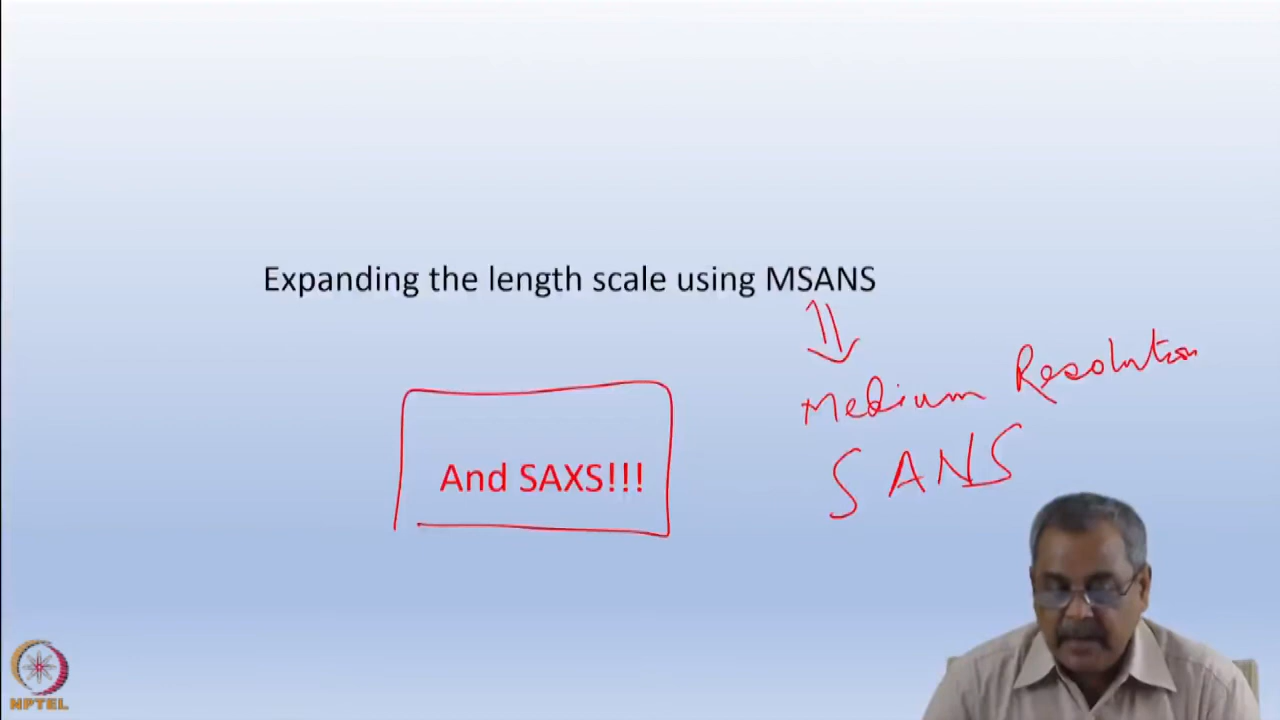 Expanding the length scale using MSANS
Medium Resolution
SANS
And SAXS!!!
NPTEL